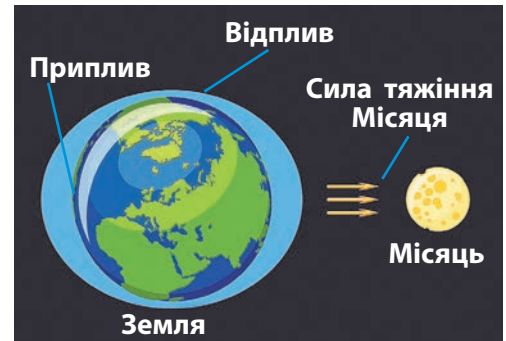 Відплив
Приплив
Сила тяжіння
Місяця
Місяць
Земля